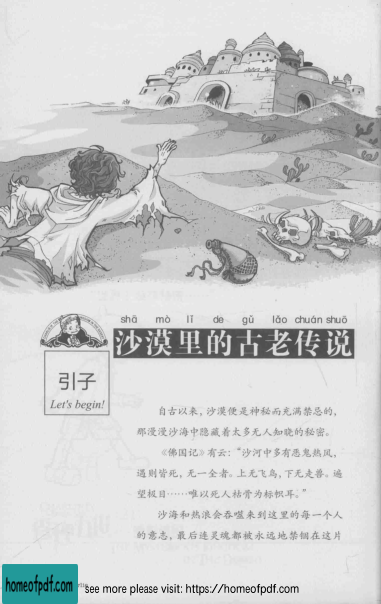 shā mò lǐ de gǔ lǎo chuán shuō
沙漠里的古老传说
引子
Let's begin!
自古以来，沙漠便是神秘而充满禁忌的，
那漫漫沙海中隐藏着太多无人知晓的秘密。
《佛国记》有云：“沙河中多有恶鬼热风，
遇则皆死，无一全者。上无飞鸟，下无走兽。遍
望极目……唯以死人枯骨为标帜耳。”
沙海和热浪会吞噬来到这里的每一个人
的意志，最后连灵魂都被永远地禁锢在这片
homeofpdf.com
see more please visit: https://homeofpdf.com